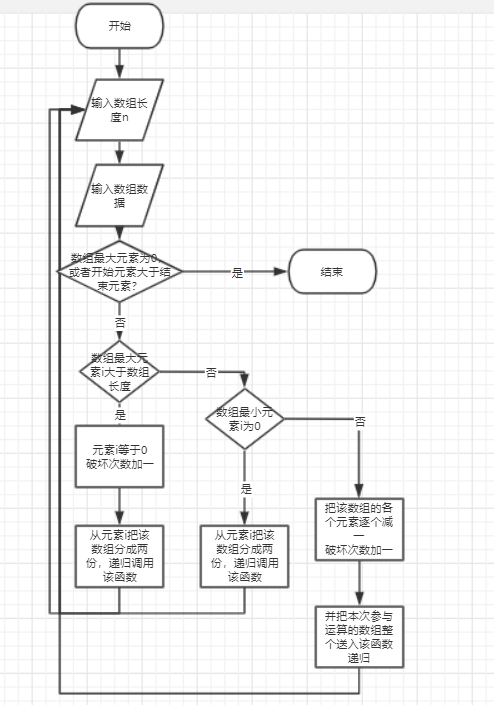 开始
输入数组长
度n
输入数组数
据
数组最大元素为0,
或者开始元素大于结
束元素?
是
结束
否
数组最大元
素i大于数组
长度
否
是
数组最小元
素i为0
否
元素i等于0
破坏次数加一
是
把该数组的各
个元素逐个减
一
破坏次数加一
从元素i把该
数组分成两
份，递归调用
该函数
从元素i把该
数组分成两
份，递归调用
该函数
并把本次参与
运算的数组整
个送入该函数
递归